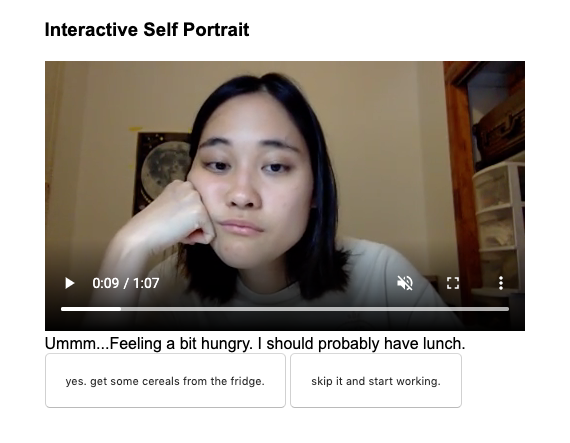 Interactive Self Portrait
0:09 / 1:07
Ummm...Feeling a bit hungry. I should probably have lunch.
yes. get some cereals from the fridge.
skip it and start working.